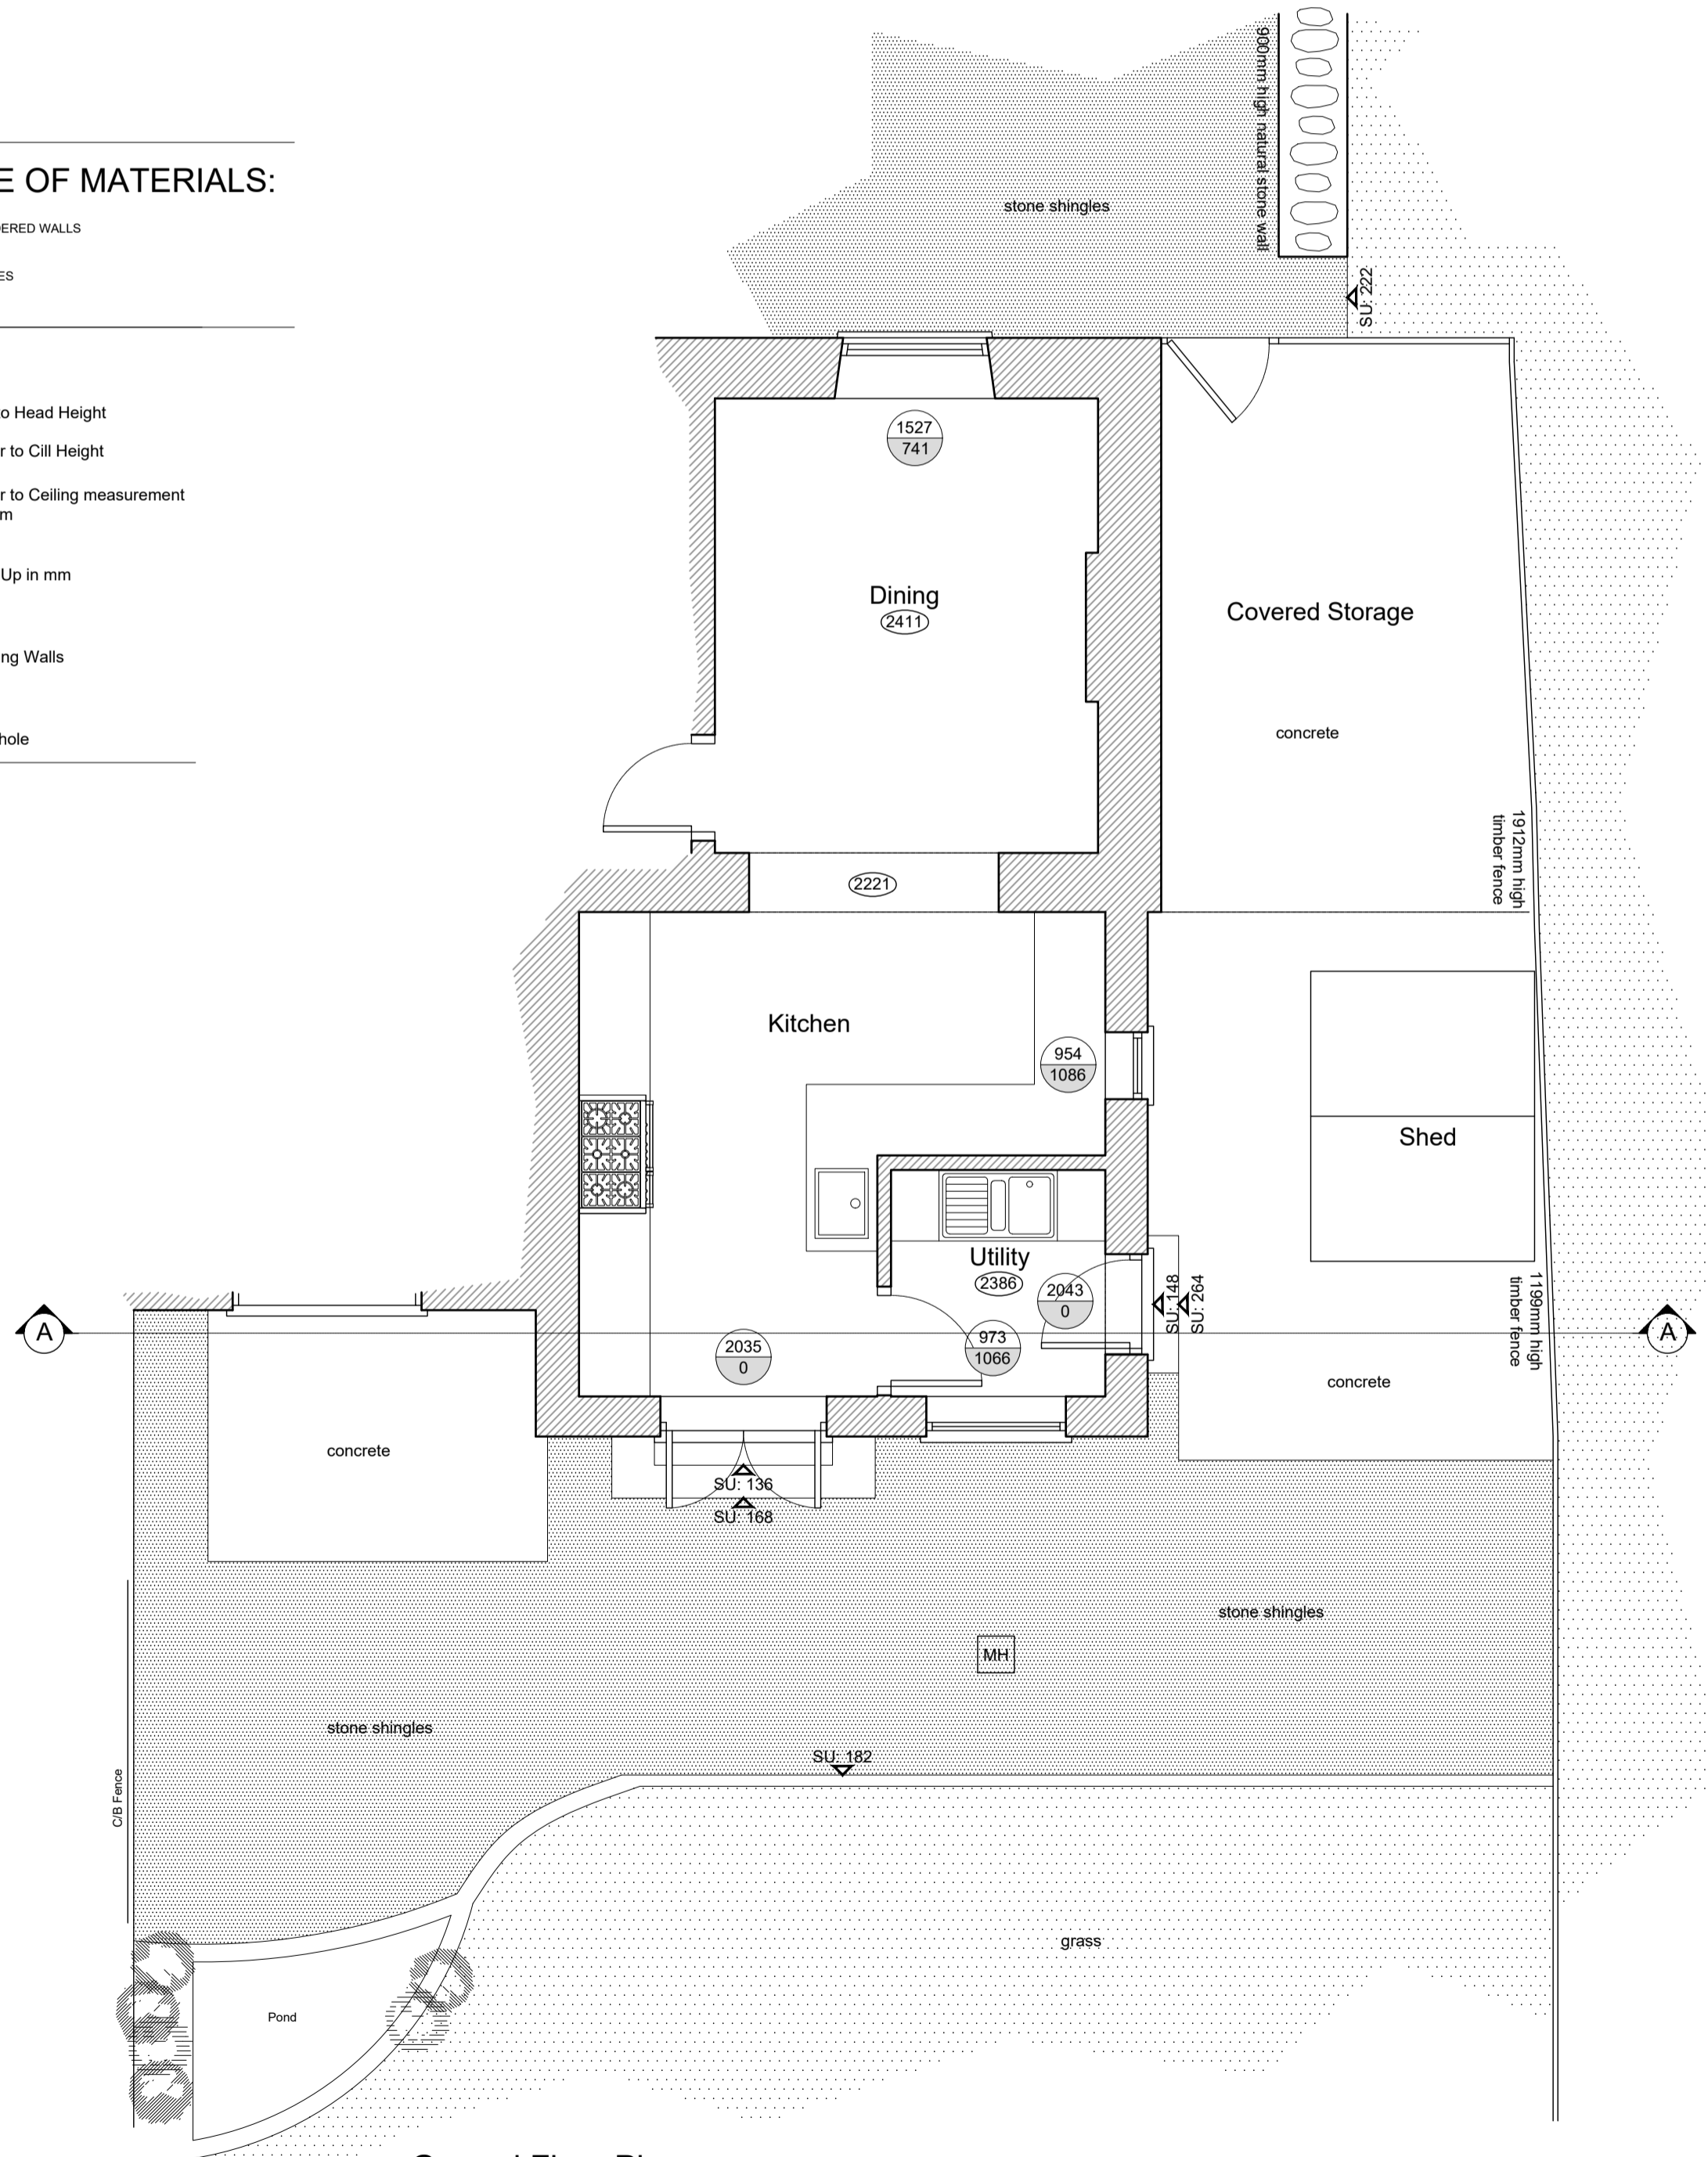 E OF MATERIALS:
DERED WALLS
ES
o Head Height
r to Cill Height
r to Ceiling measurement
m
Up in mm
ng Walls
hole
900mm high natural stone wall
stone shingles
SU: 222
1527
741
Dining
2411
Covered Storage
concrete
1912mm high
timber fence
2221
Kitchen
954
1086
Shed
Utility
2386
2043
0
SU: 148
SU: 264
1199mm high
timber fence
A
A
2035
0
973
1066
concrete
concrete
SU: 136
SU: 168
stone shingles
MH
stone shingles
SU: 182
C/B Fence
grass
Pond